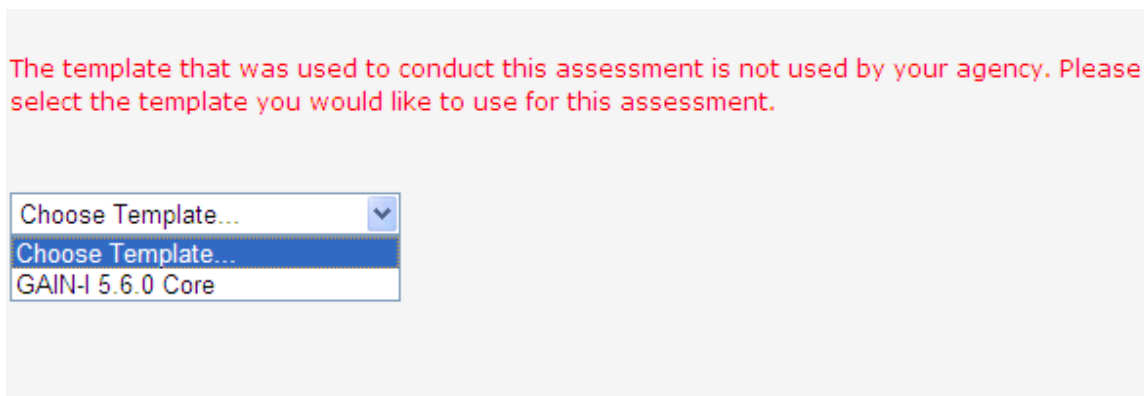 The template that was used to conduct this assessment is not used by your agency. Please
select the template you would like to use for this assessment.
Choose Template...
Choose Template...
GAIN-I 5.6.0 Core